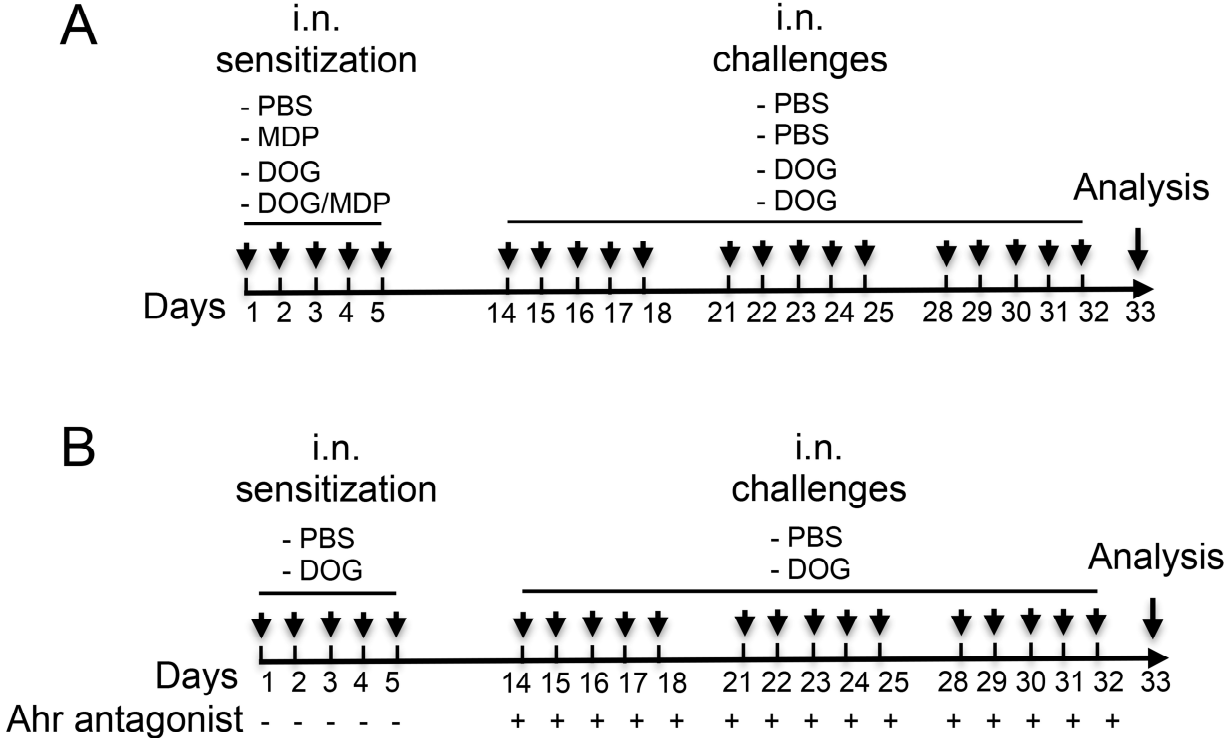 A
i.n.
sensitization
- PBS
- MDP
- DOG
- DOG/MDP
i.n.
challenges
- PBS
- PBS
- DOG
- DOG
Analysis
Days 1 2 3 4 5 14 15 16 17 18 21 22 23 24 25 28 29 30 31 32 33
B
i.n.
sensitization
- PBS
- DOG
i.n.
challenges
- PBS
- DOG
Analysis
Days 1 2 3 4 5 14 15 16 17 18 21 22 23 24 25 28 29 30 31 32 33
Ahr antagonist - - - - - + + + + + + + + + + + + + + +